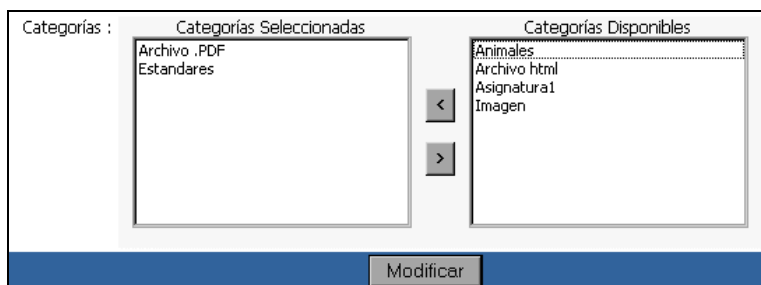 Categorías :
Categorías Seleccionadas
Archivo .PDF
Estandares
<
>
Categorías Disponibles
Animales
Archivo html
Asignatura1
Imagen
Modificar